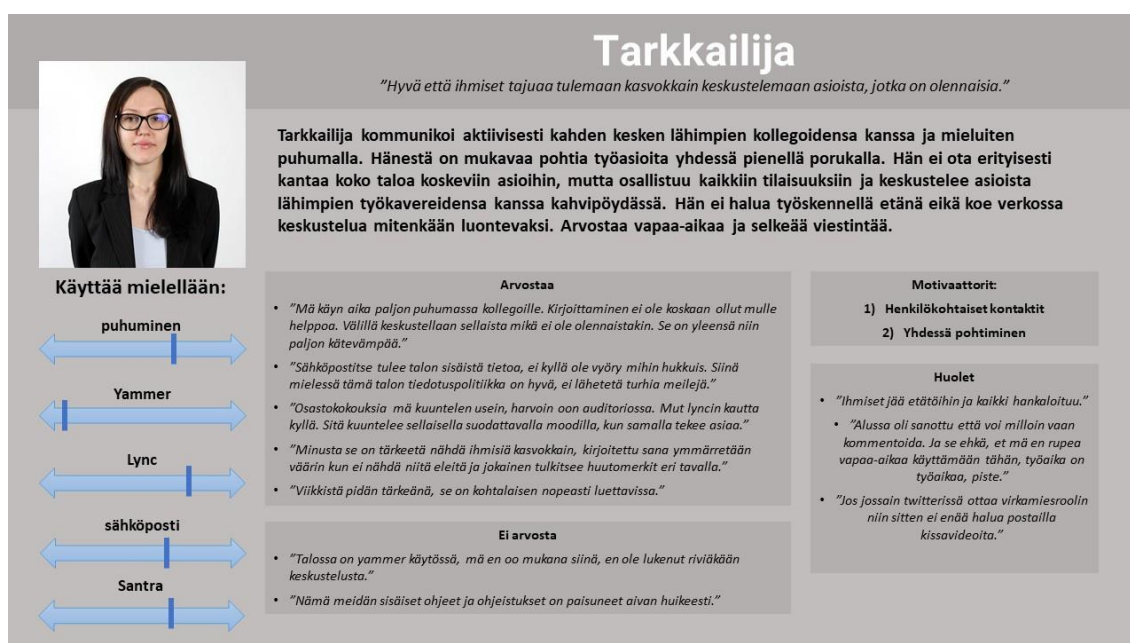 Tarkkailija
”Hyvä että ihmiset tajuaa tulemaan kasvokkain keskustelemaan asioista, jotka on olennaisia.”
Tarkkailija kommunikoi aktiivisesti kahden kesken lähimpien kollegoidensa kanssa ja mieluiten
puhumalla. Hänestä on mukavaa pohtia työasioita yhdessä pienellä porukalla. Hän ei ota erityisesti
kantaa koko taloa koskeviin asioihin, mutta osallistuu kaikkiin tilaisuuksiin ja keskustelee asioista
lähimpien työkavereidensa kanssa kahvipöydässä. Hän ei halua työskennellä etänä eikä koe verkossa
keskustelua mitenkään luontevaksi. Arvostaa vapaa-aikaa ja selkeää viestintää.
Käyttää mielellään:
puhuminen
Yammer
Lync
sähköposti
Santra
Arvostaa
• ”Mä käyn aika paljon puhumassa kollegoille. Kirjoittaminen ei ole koskaan ollut mulle
helppoa. Välillä keskustellaan sellaista mikä ei ole olennaistakin. Se on yleensä niin
paljon kätevämpää.”
• ”Sähköpostitse tulee talon sisäistä tietoa, ei kyllä ole vyöry mihin hukkuis. Siinä
mielessä tämä talon tiedotuspolitiikka on hyvä, ei lähetetä turhia meilejä.”
• ”Osastokokouksia mä kuuntelen usein, harvoin oon auditoriossa. Mut lyncin kautta
kyllä. Sitä kuuntelee sellaisella suodattavalla moodilla, kun samalla tekee asiaa.”
• ”Minusta se on tärkeetä nähdä ihmisiä kasvokkain, kirjoitettu sana ymmärretään
väärin kun ei nähdä niitä eleitä ja jokainen tulkitsee huutomerkit eri tavalla.”
• ”Viikkistä pidän tärkeänä, se on kohtalaisen nopeasti luettavissa.”
Ei arvosta
• ”Talossa on yammer käytössä, mä en oo mukana siinä, en ole lukenut riviäkään
keskustelusta.”
• ”Nämä meidän sisäiset ohjeet ja ohjeistukset on paisuneet aivan huikeesti.”
Motivaattorit:
1) Henkilökohtaiset kontaktit
2) Yhdessä pohtiminen
Huolet
• ”Ihmiset jää etätöihin ja kaikki hankaloituu.”
• ”Alussa oli sanottu että voi milloin vaan
kommentoida. Ja se ehkä, et mä en rupea
vapaa-aikaa käyttämään tähän, työaika on
työaikaa, piste.”
• ”Jos jossain twitterissä ottaa virkamiesroolin
niin sitten ei enää halua postailla
kissavideoita.”